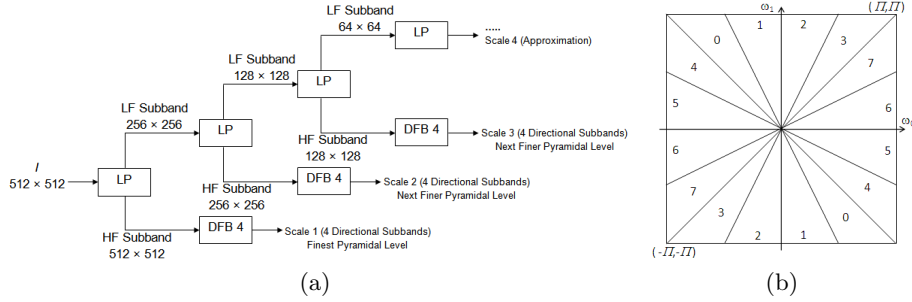 LF Subband
64 × 64
LP
.....
Scale 4 (Approximation)
LF Subband
128 × 128
LP
LF Subband
256 × 256
LP
HF Subband
128 × 128
DFB 4
Scale 3 (4 Directional Subbands)
Next Finer Pyramidal Level
I
512 × 512
LP
HF Subband
256 × 256
DFB 4
Scale 2 (4 Directional Subbands)
Next Finer Pyramidal Level
HF Subband
512 × 512
DFB 4
Scale 1 (4 Directional Subbands)
Finest Pyramidal Level
(a)
ω1
(Π,Π)
0
1
2
3
4
7
5
6
ω0
6
5
7
4
3
0
2
1
(-Π,-Π)
(b)